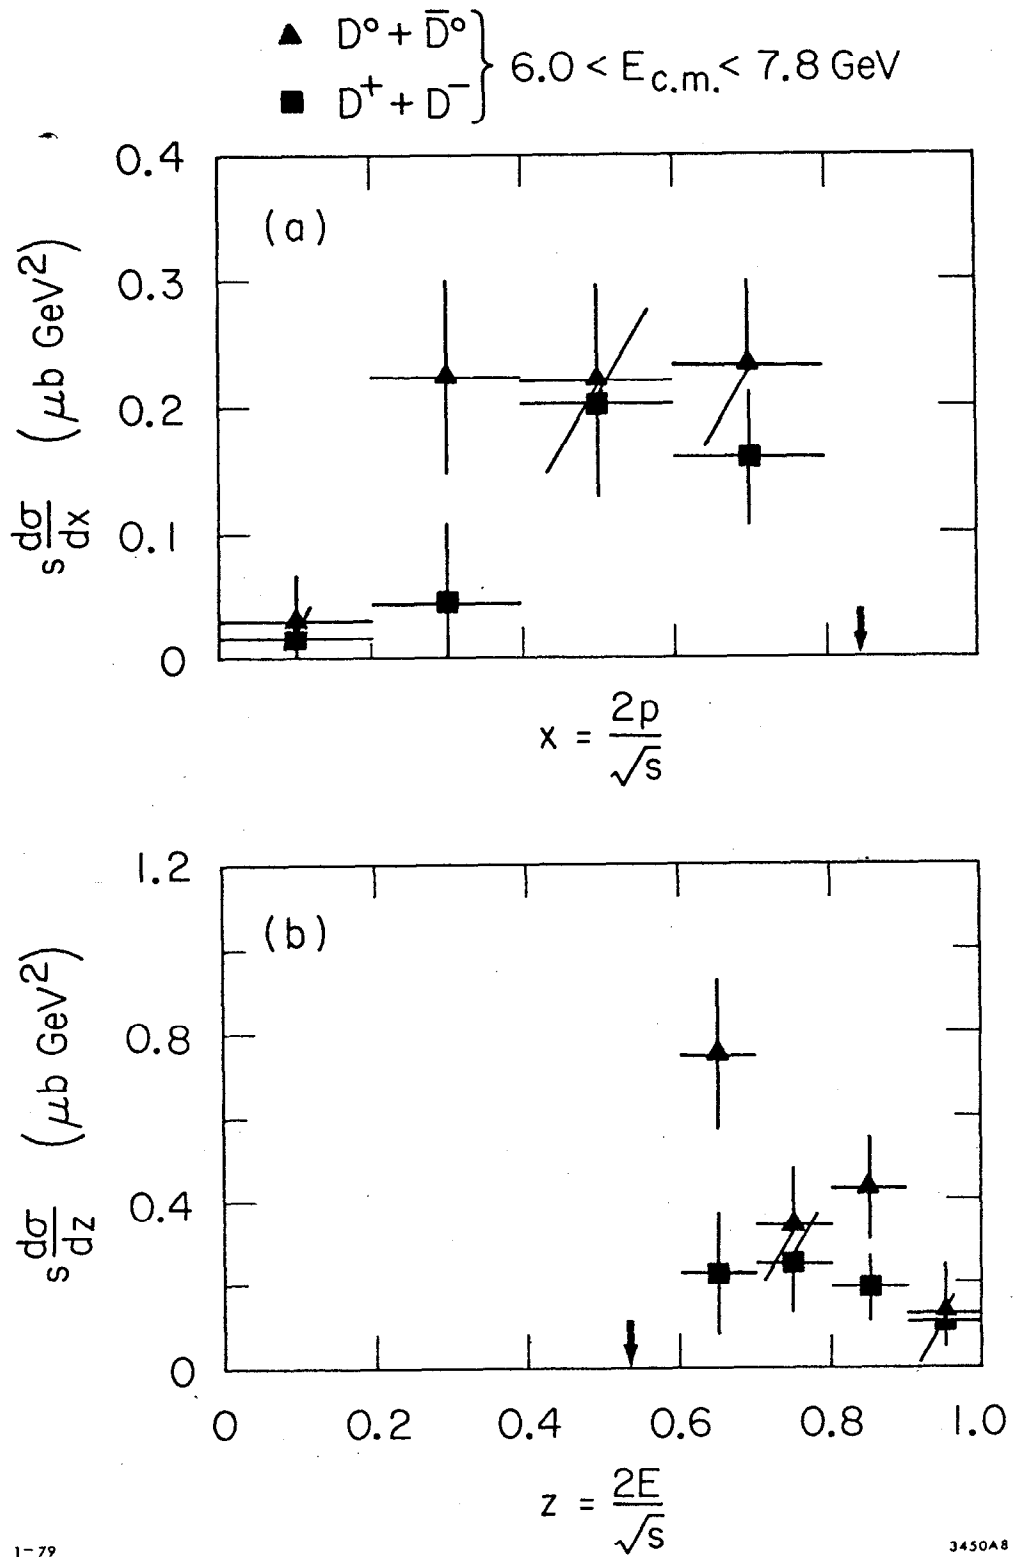 ▲ D⁰ + D̅⁰
■ D⁺ + D⁻
6.0 < E_c.m. < 7.8 GeV
(a)
s dσ/dx (μb GeV²)
0.4
0.3
0.2
0.1
0
x = 2p/√s
(b)
s dσ/dz (μb GeV²)
1.2
0.8
0.4
0
0 0.2 0.4 0.6 0.8 1.0
z = 2E/√s
1-79 3450A8